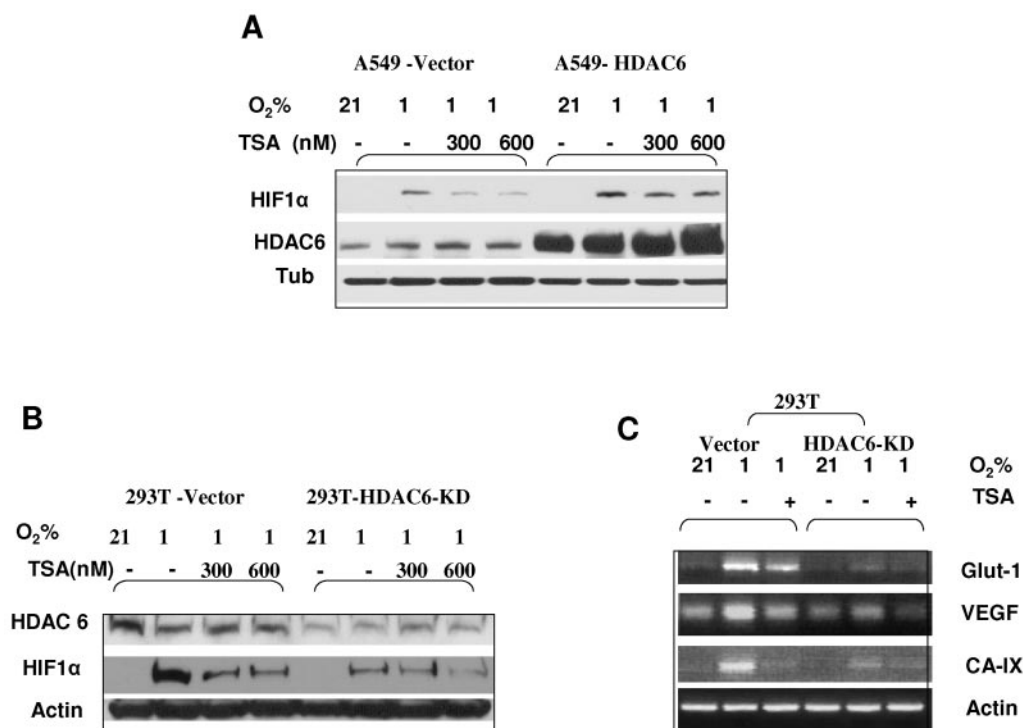 A
A549 -Vector A549- HDAC6
O₂% 21 1 1 1 21 1 1 1
TSA (nM) - - 300 600 - - 300 600
HIF1α
HDAC6
Tub
B
293T -Vector 293T-HDAC6-KD
O₂% 21 1 1 1 21 1 1 1
TSA(nM) - - 300 600 - - 300 600
HDAC 6
HIF1α
Actin
C
293T
Vector HDAC6-KD
21 1 1 21 1 1 O₂%
- - + - - + TSA
Glut-1
VEGF
CA-IX
Actin